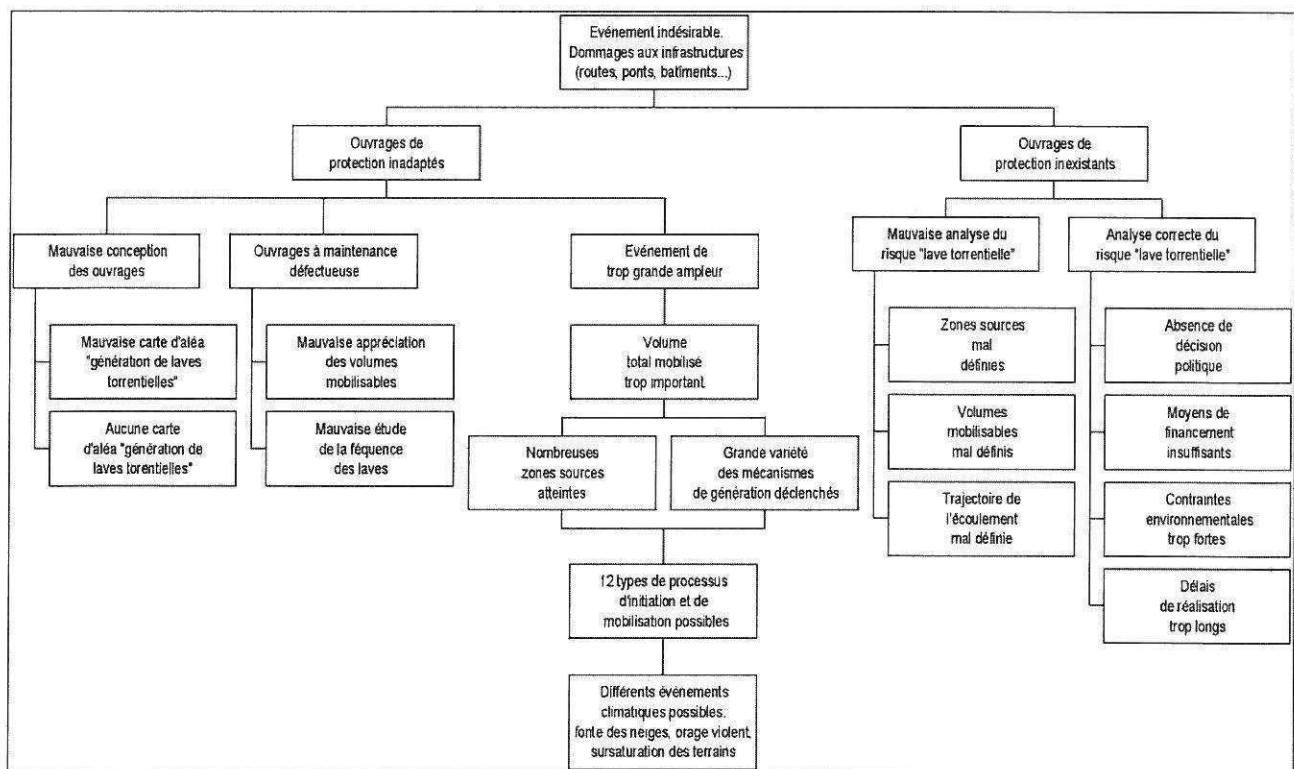 Evénement indésirable.
Dommages aux infrastructures
(routes, ponts, batîments...)
Ouvrages de
protection inadaptés
Ouvrages de
protection inexistants
Mauvaise conception
des ouvrages
Ouvrages à maintenance
défectueuse
Evénement de
trop grande ampleur
Mauvaise analyse du
risque "lave torrentielle"
Analyse correcte du
risque "lave torrentielle"
Mauvaise carte d'aléa
"génération de laves
torrentielles"
Aucune carte
d'aléa "génération de
laves torentielles"
Mauvaise appréciation
des volumes
mobilisables
Mauvaise étude
de la féquence
des laves
Volume
total mobilisé
trop important.
Nombreuses
zones sources
atteintes
Grande variété
des mécanismes
de génération déclenchés
12 types de processus
d'initiation et de
mobilisation possibles
Différents événements
climatiques possibles:
fonte des neiges, orage violent,
sursaturation des terrains
Zones sources
mal
définies
Volumes
mobilisables
mal définis
Trajectoire de
l'écoulement
mal définie
Absence de
décision
politique
Moyens de
financement
insuffisants
Contraintes
environnementales
trop fortes
Délais
de réalisation
trop longs